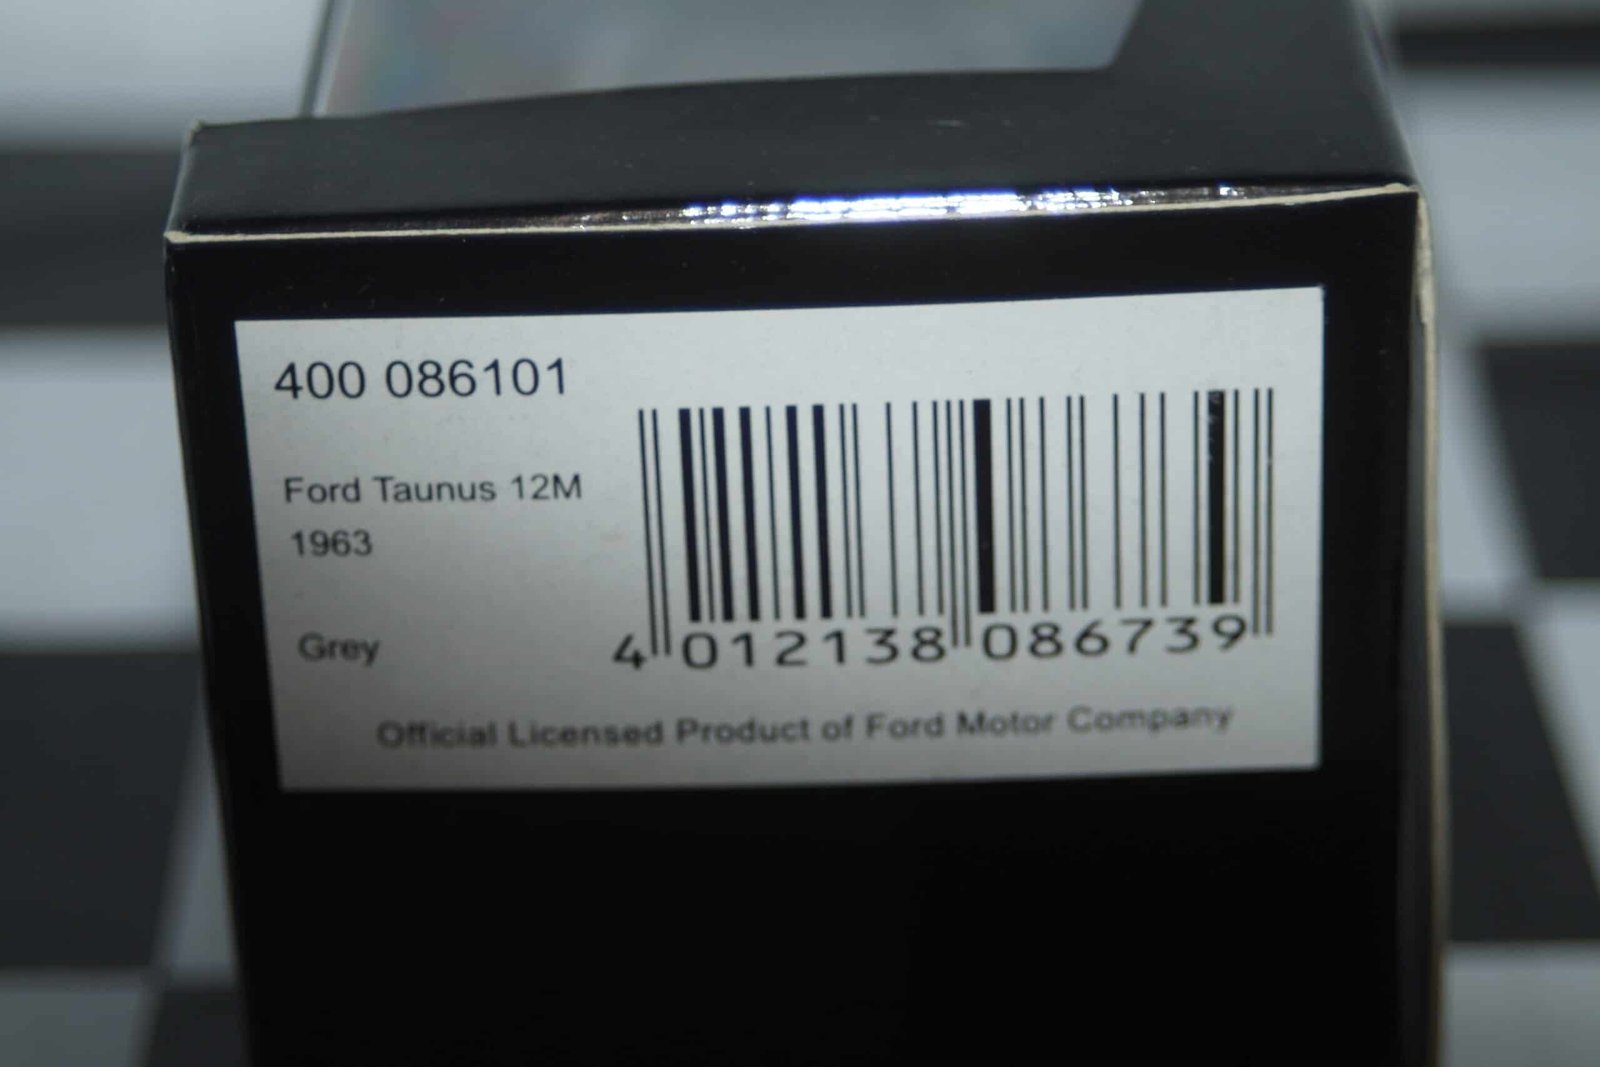 400 086101
Ford Taunus 12M
1963
Grey
4 012138 086739
Official Licensed Product of Ford Motor Company